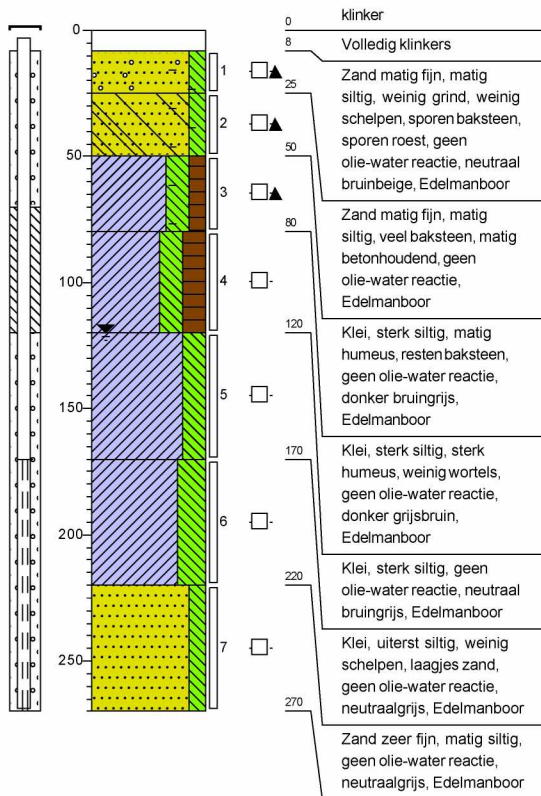 0
50
100
150
200
250
1
2
3
4
5
6
7
0
klinker
8
Volledig klinkers
25
Zand matig fijn, matig
siltig, weinig grind, weinig
schelpen, sporen baksteen,
sporen roest, geen
olie-water reactie, neutraal
bruinbeige, Edelmanboor
50
Zand matig fijn, matig
siltig, veel baksteen, matig
betonhoudend, geen
olie-water reactie,
Edelmanboor
80
Klei, sterk siltig, matig
humeus, resten baksteen,
geen olie-water reactie,
donker bruingrijs,
Edelmanboor
120
Klei, sterk siltig, sterk
humeus, weinig wortels,
geen olie-water reactie,
donker grijsbruin,
Edelmanboor
170
Klei, sterk siltig, geen
olie-water reactie, neutraal
bruingrijs, Edelmanboor
220
Klei, uiterst siltig, weinig
schelpen, laagjes zand,
geen olie-water reactie,
neutraalgrijs, Edelmanboor
270
Zand zeer fijn, matig siltig,
geen olie-water reactie,
neutraalgrijs, Edelmanboor